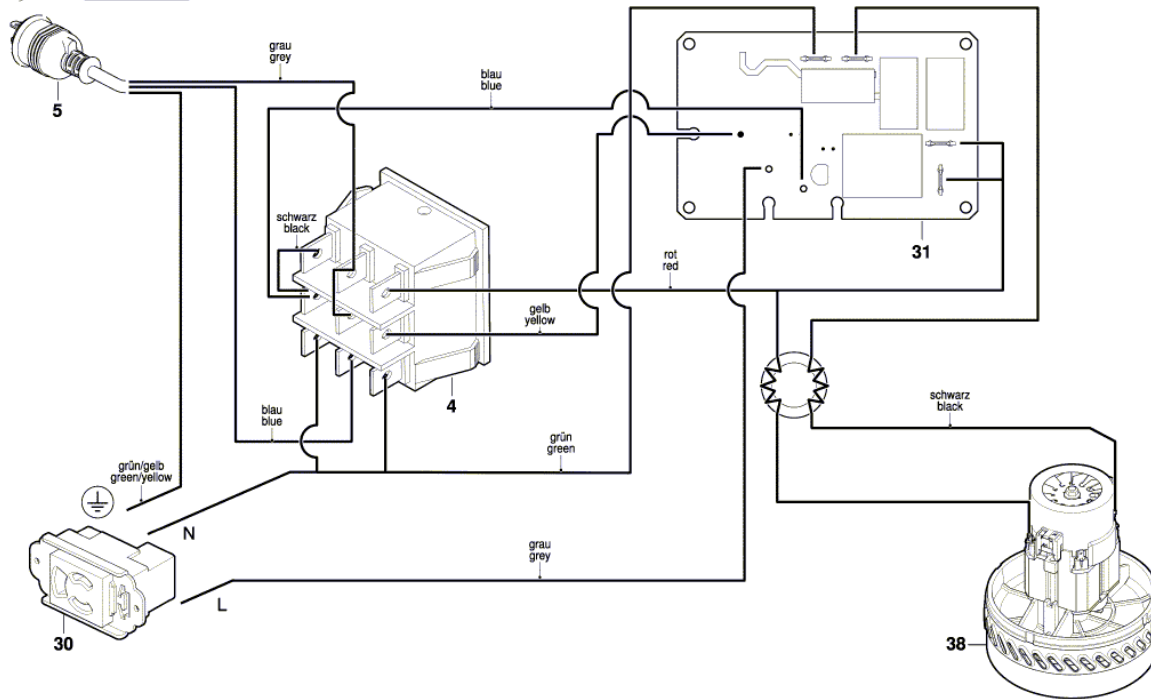 grau
grey
blau
blue
5
schwarz
black
31
rot
red
gelb
yellow
4
blau
blue
schwarz
black
grün
green
grün/gelb
green/yellow
N
grau
grey
L
30
38